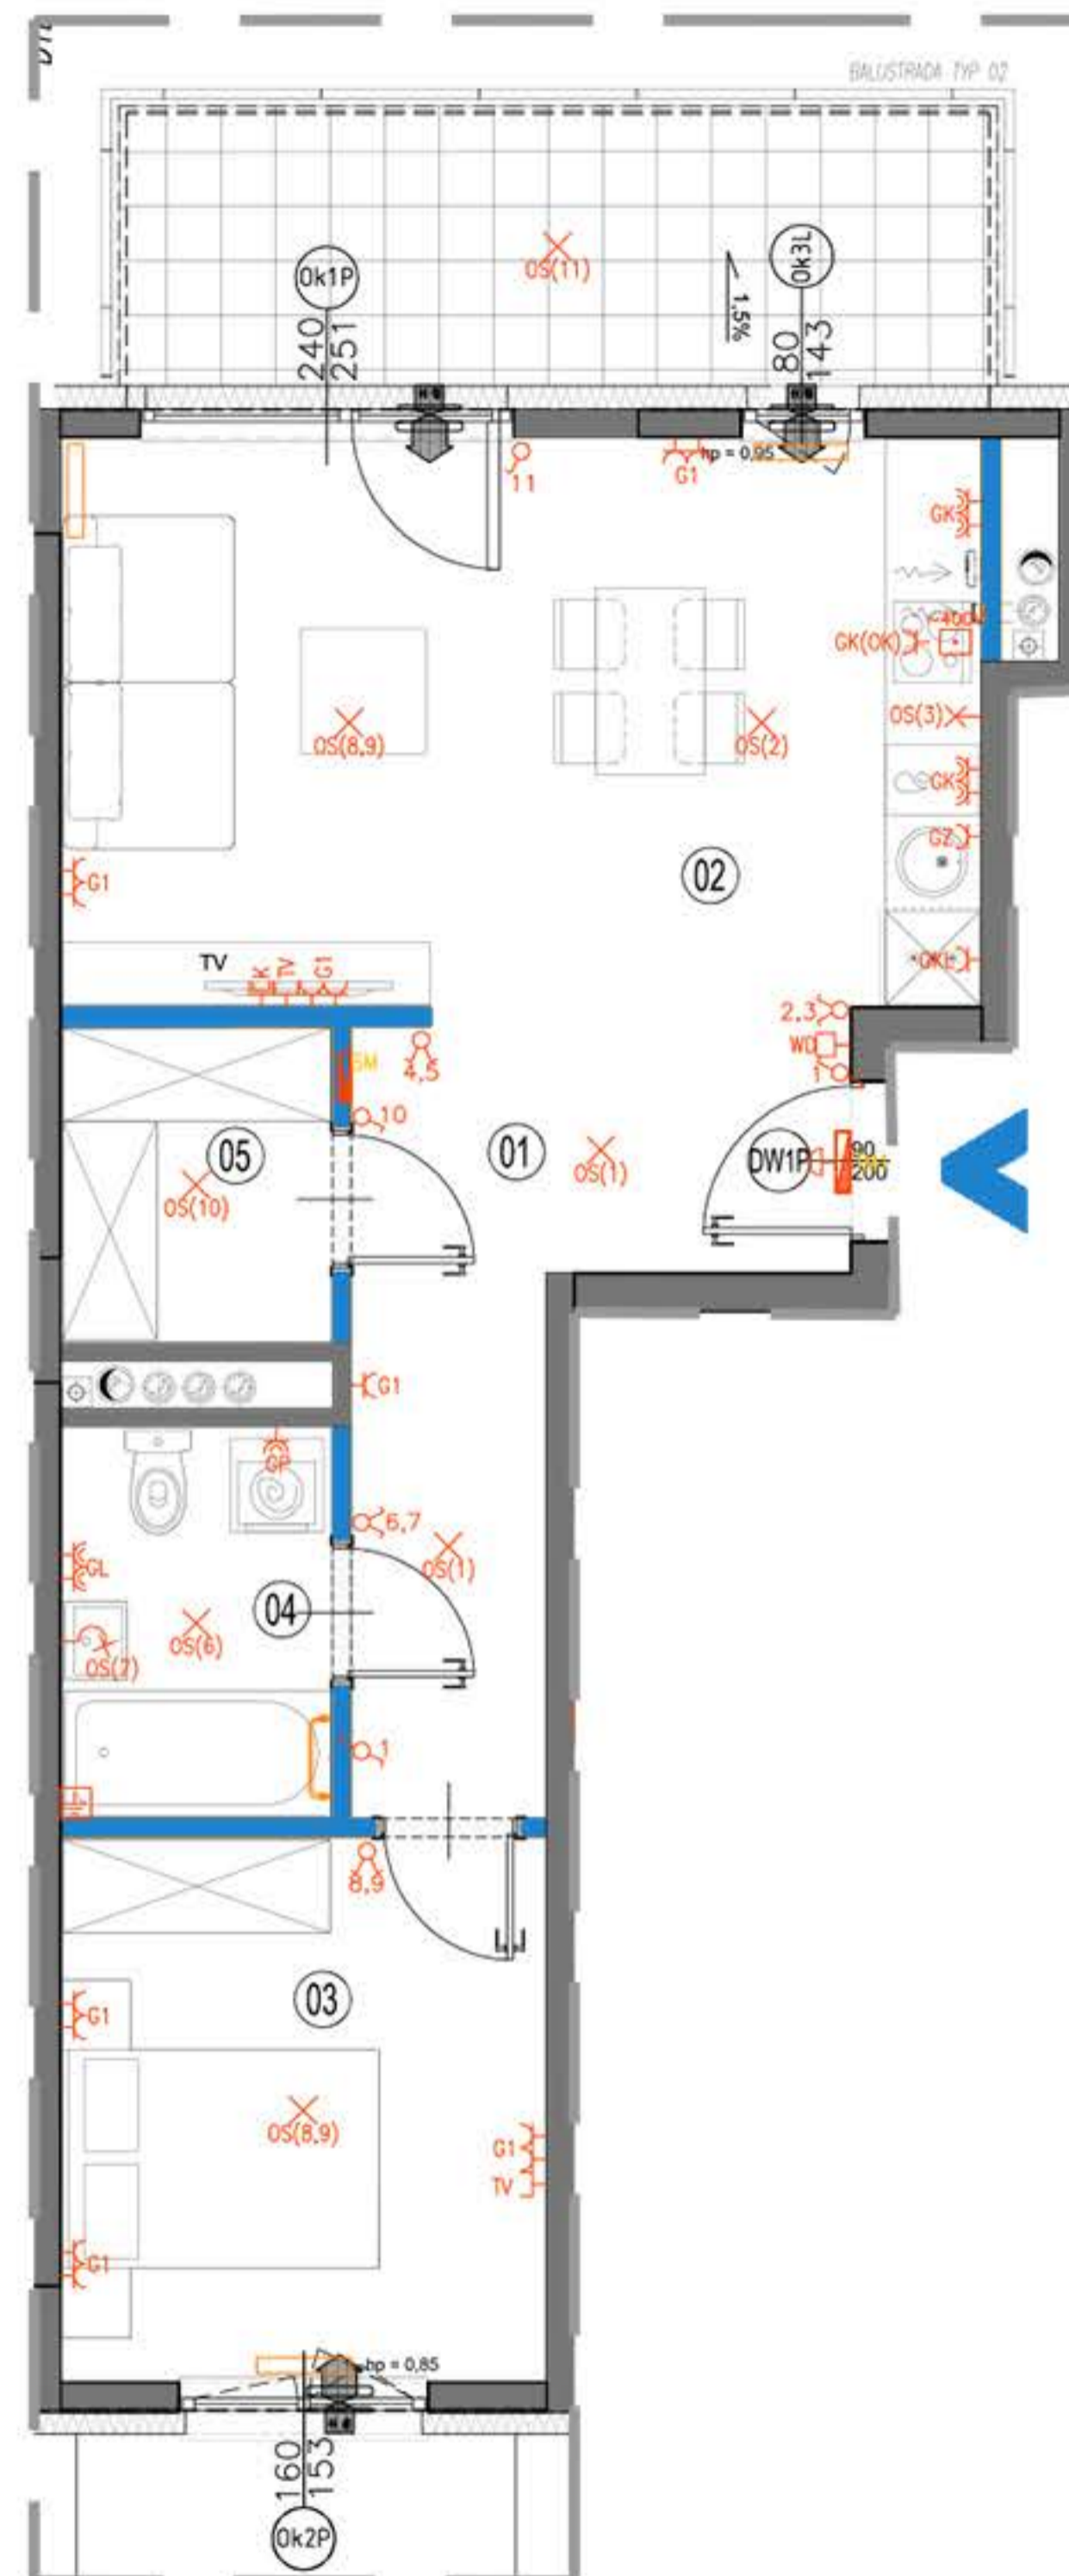 BALUSTRADA TYP 02
OS(11)
Ok1P
240
251
Ok3L
80
143
1,5%
11
G1
hp = 0,95
GK
GK(OK)
~400V
OS(3)
OS(8,9)
OS(2)
GK
GZ
02
G1
GKL
TV
K
TV
G1
2,3
WD
1
SM
4,5
10
05
01
OS(10)
OS(1)
DW1P
90
200
G1
GP
6,7
OS(1)
GL
04
OS(6)
OS(7)
1
8,9
03
G1
OS(8,9)
G1
TV
G1
hp = 0,85
160
153
Ok2P